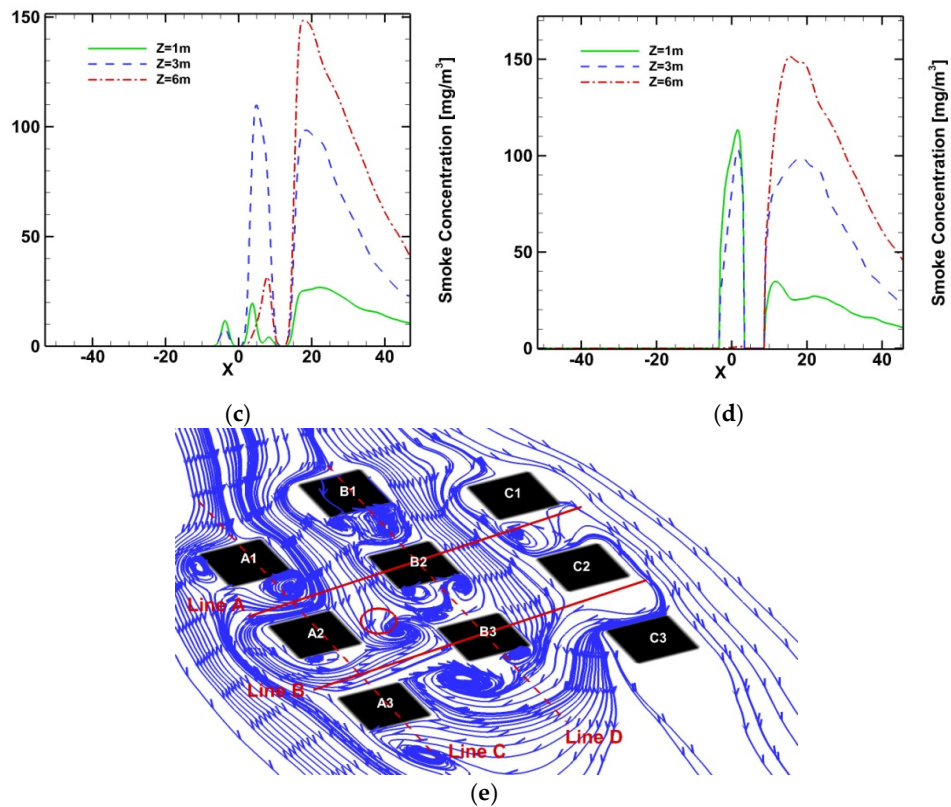 150
100
50
0
-40
-20
0
20
40
X
Z=1m
Z=3m
Z=6m
Smoke Concentration [mg/m³]
(c)
150
100
50
0
-40
-20
0
20
40
X
Z=1m
Z=3m
Z=6m
Smoke Concentration [mg/m³]
(d)
B1
C1
A1
B2
C2
Line A
A2
B3
C3
Line B
A3
Line C
Line D
(e)